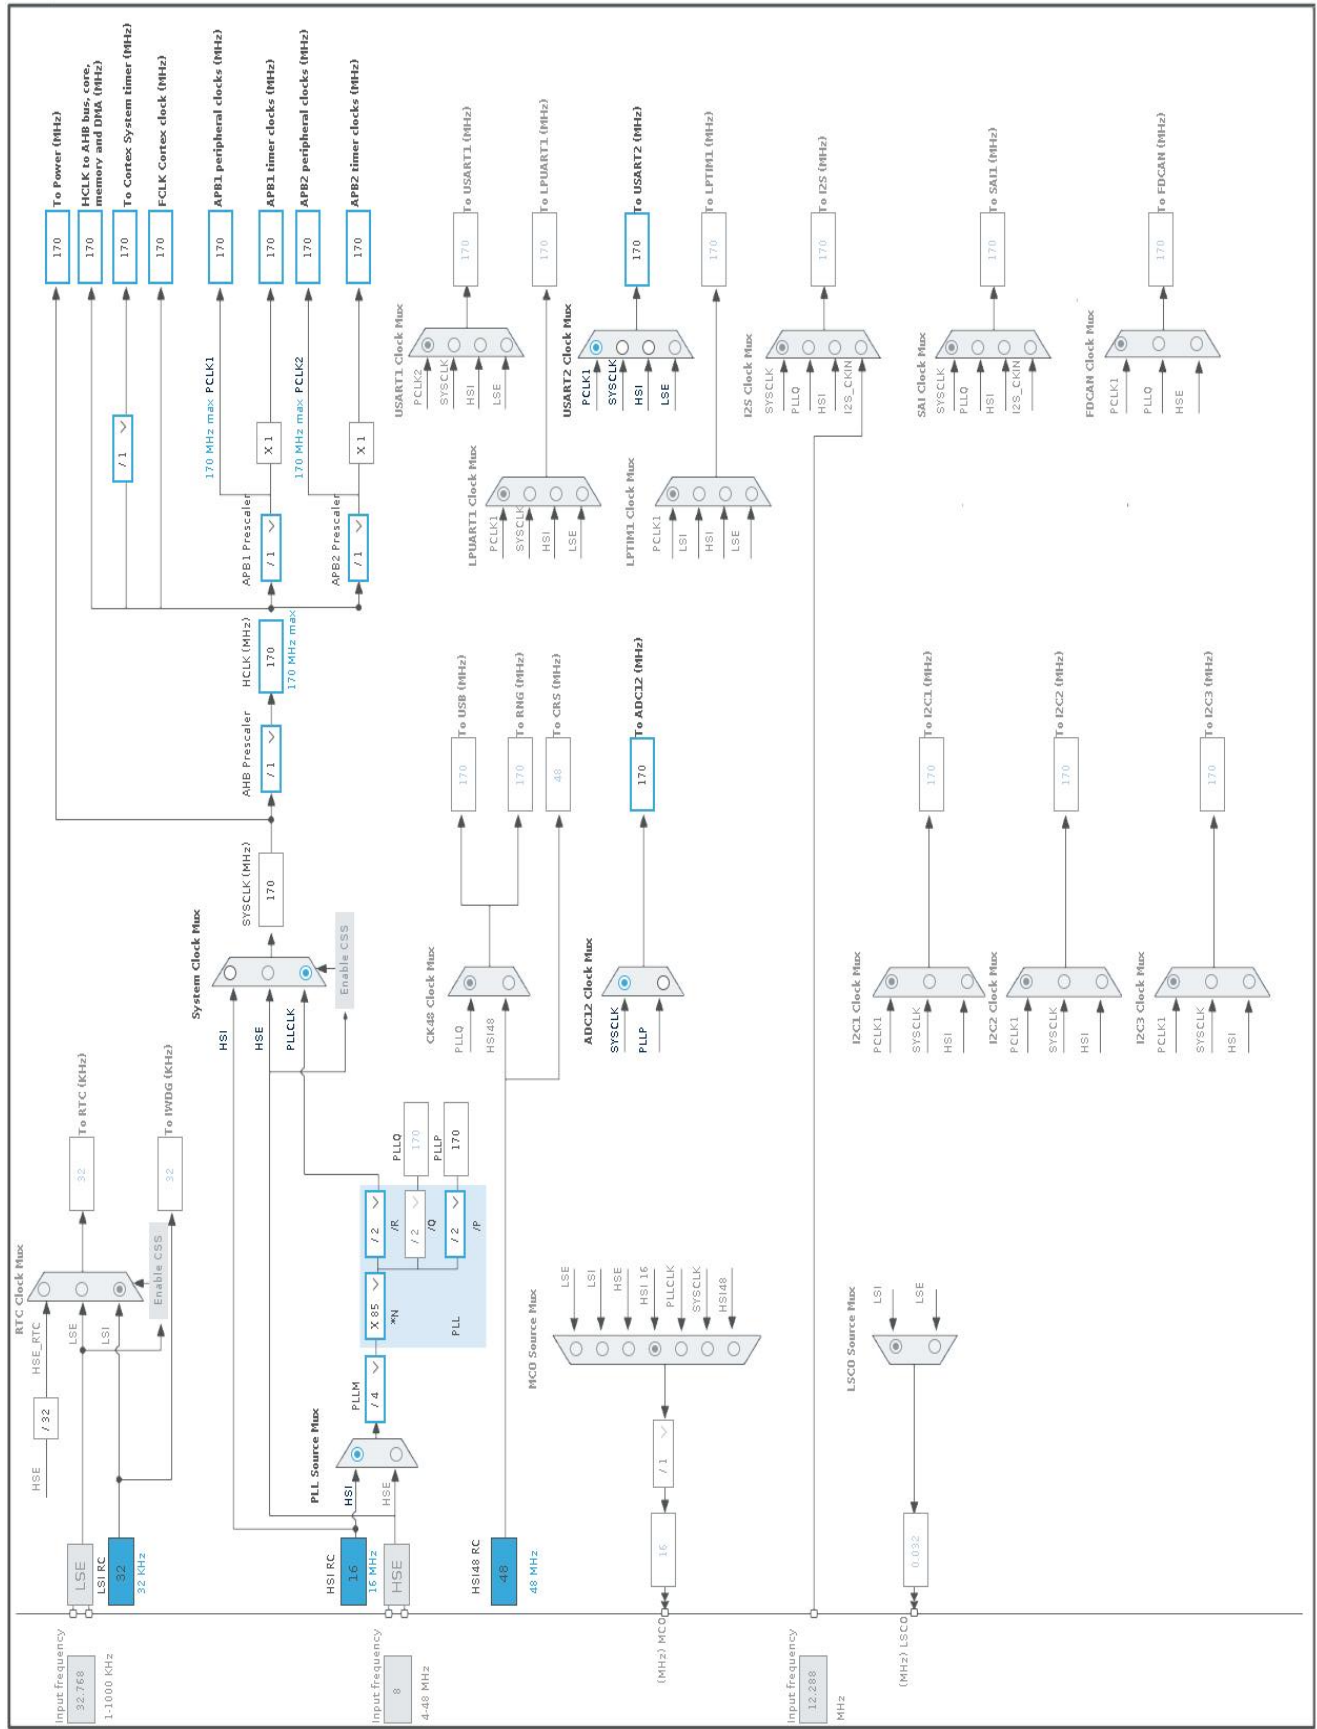 RTC Clock Mux
HSE
/ 32
HSE_RTC
LSE
LSI
Enable CSS
32
To RTC (KHz)
32
To IWDG (KHz)
Input frequency
32.768
1-1000 KHz
LSE
LSI RC
32
32 KHz
System Clock Mux
HSI
HSE
PLLCLK
Enable CSS
SYSCLK (MHz)
170
AHB Prescaler
/ 1
HCLK (MHz)
170
170 MHz max
APB1 Prescaler
/ 1
APB2 Prescaler
/ 1
/ 1
170 MHz max PCLK1
X 1
170 MHz max PCLK2
X 1
170
To Power (MHz)
170
HCLK to AHB bus, core,
memory and DMA (MHz)
170
To Cortex System timer (MHz)
170
FCLK Cortex clock (MHz)
170
APB1 peripheral clocks (MHz)
170
APB1 timer clocks (MHz)
170
APB2 peripheral clocks (MHz)
170
APB2 timer clocks (MHz)
HSI RC
16
16 MHz
Input frequency
8
4-48 MHz
HSE
PLL Source Mux
HSI
HSE
PLLM
/ 4
X 85
*N
PLL
/ 2
/R
/ 2
/Q
/ 2
/P
PLLQ
170
PLLP
170
HSI48 RC
48
48 MHz
CK48 Clock Mux
PLLQ
HSI48
170
To USB (MHz)
170
To RNG (MHz)
48
To CRS (MHz)
ADC12 Clock Mux
SYSCLK
PLLP
170
To ADC12 (MHz)
USART1 Clock Mux
PCLK2
SYSCLK
HSI
LSE
170
To USART1 (MHz)
LPUART1 Clock Mux
PCLK1
SYSCLK
HSI
LSE
170
To LPUART1 (MHz)
USART2 Clock Mux
PCLK1
SYSCLK
HSI
LSE
170
To USART2 (MHz)
LPTIM1 Clock Mux
PCLK1
LSI
HSI
LSE
170
To LPTIM1 (MHz)
I2S Clock Mux
SYSCLK
PLLQ
HSI
I2S_CKIN
170
To I2S (MHz)
SAI Clock Mux
SYSCLK
PLLQ
HSI
I2S_CKIN
170
To SAI1 (MHz)
FDCAN Clock Mux
PCLK1
PLLQ
HSE
170
To FDCAN (MHz)
MCO Source Mux
LSE
LSI
HSE
HSI 16
PLLCLK
SYSCLK
HSI48
/ 1
16
(MHz) MCO
Input frequency
12.288
MHz
LSCO Source Mux
LSI
LSE
0.032
(MHz) LSCO
I2C1 Clock Mux
PCLK1
SYSCLK
HSI
170
To I2C1 (MHz)
I2C2 Clock Mux
PCLK1
SYSCLK
HSI
170
To I2C2 (MHz)
I2C3 Clock Mux
PCLK1
SYSCLK
HSI
170
To I2C3 (MHz)